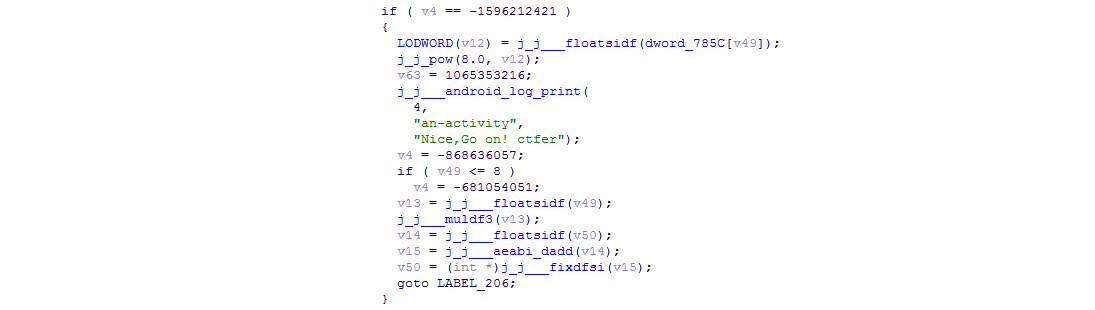 if ( v4 == -1596212421 )
{
LODWORD(v12) = j_j___floatsidf(dword_785C[v49]);
j_j_pow(8.0, v12);
v63 = 1065353216;
j_j___android_log_print(
4,
"an-activity",
"Nice,Go on! ctfer");
v4 = -868636057;
if ( v49 <= 8 )
v4 = -681054051;
v13 = j_j___floatsidf(v49);
j_j___muldf3(v13);
v14 = j_j___floatsidf(v50);
v15 = j_j___aeabi_dadd(v14);
v50 = (int *)j_j___fixdfsi(v15);
goto LABEL_206;
}